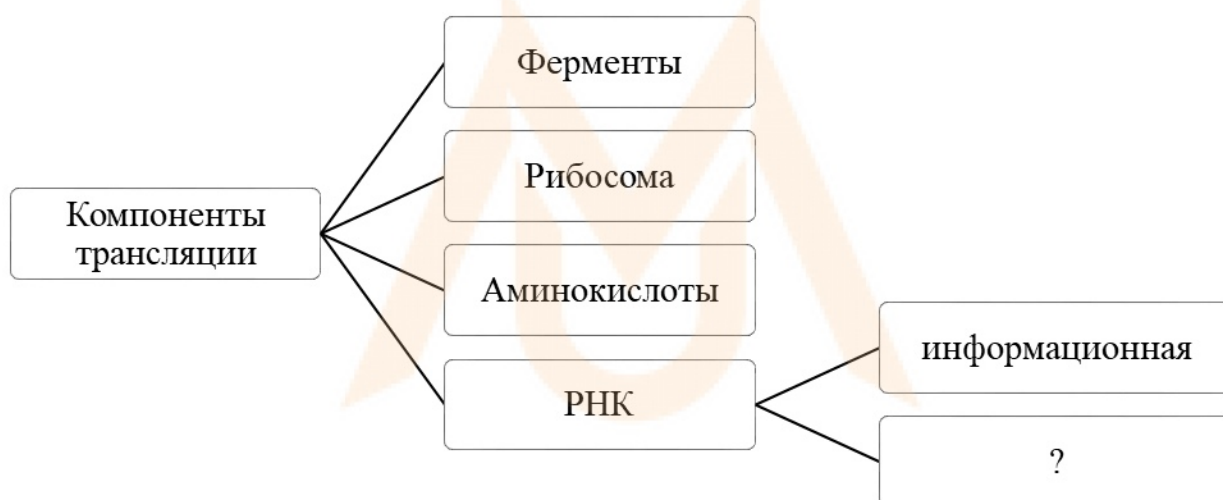 Ферменты
Рибосома
Компоненты
трансляции
Аминокислоты
информационная
РНК
?